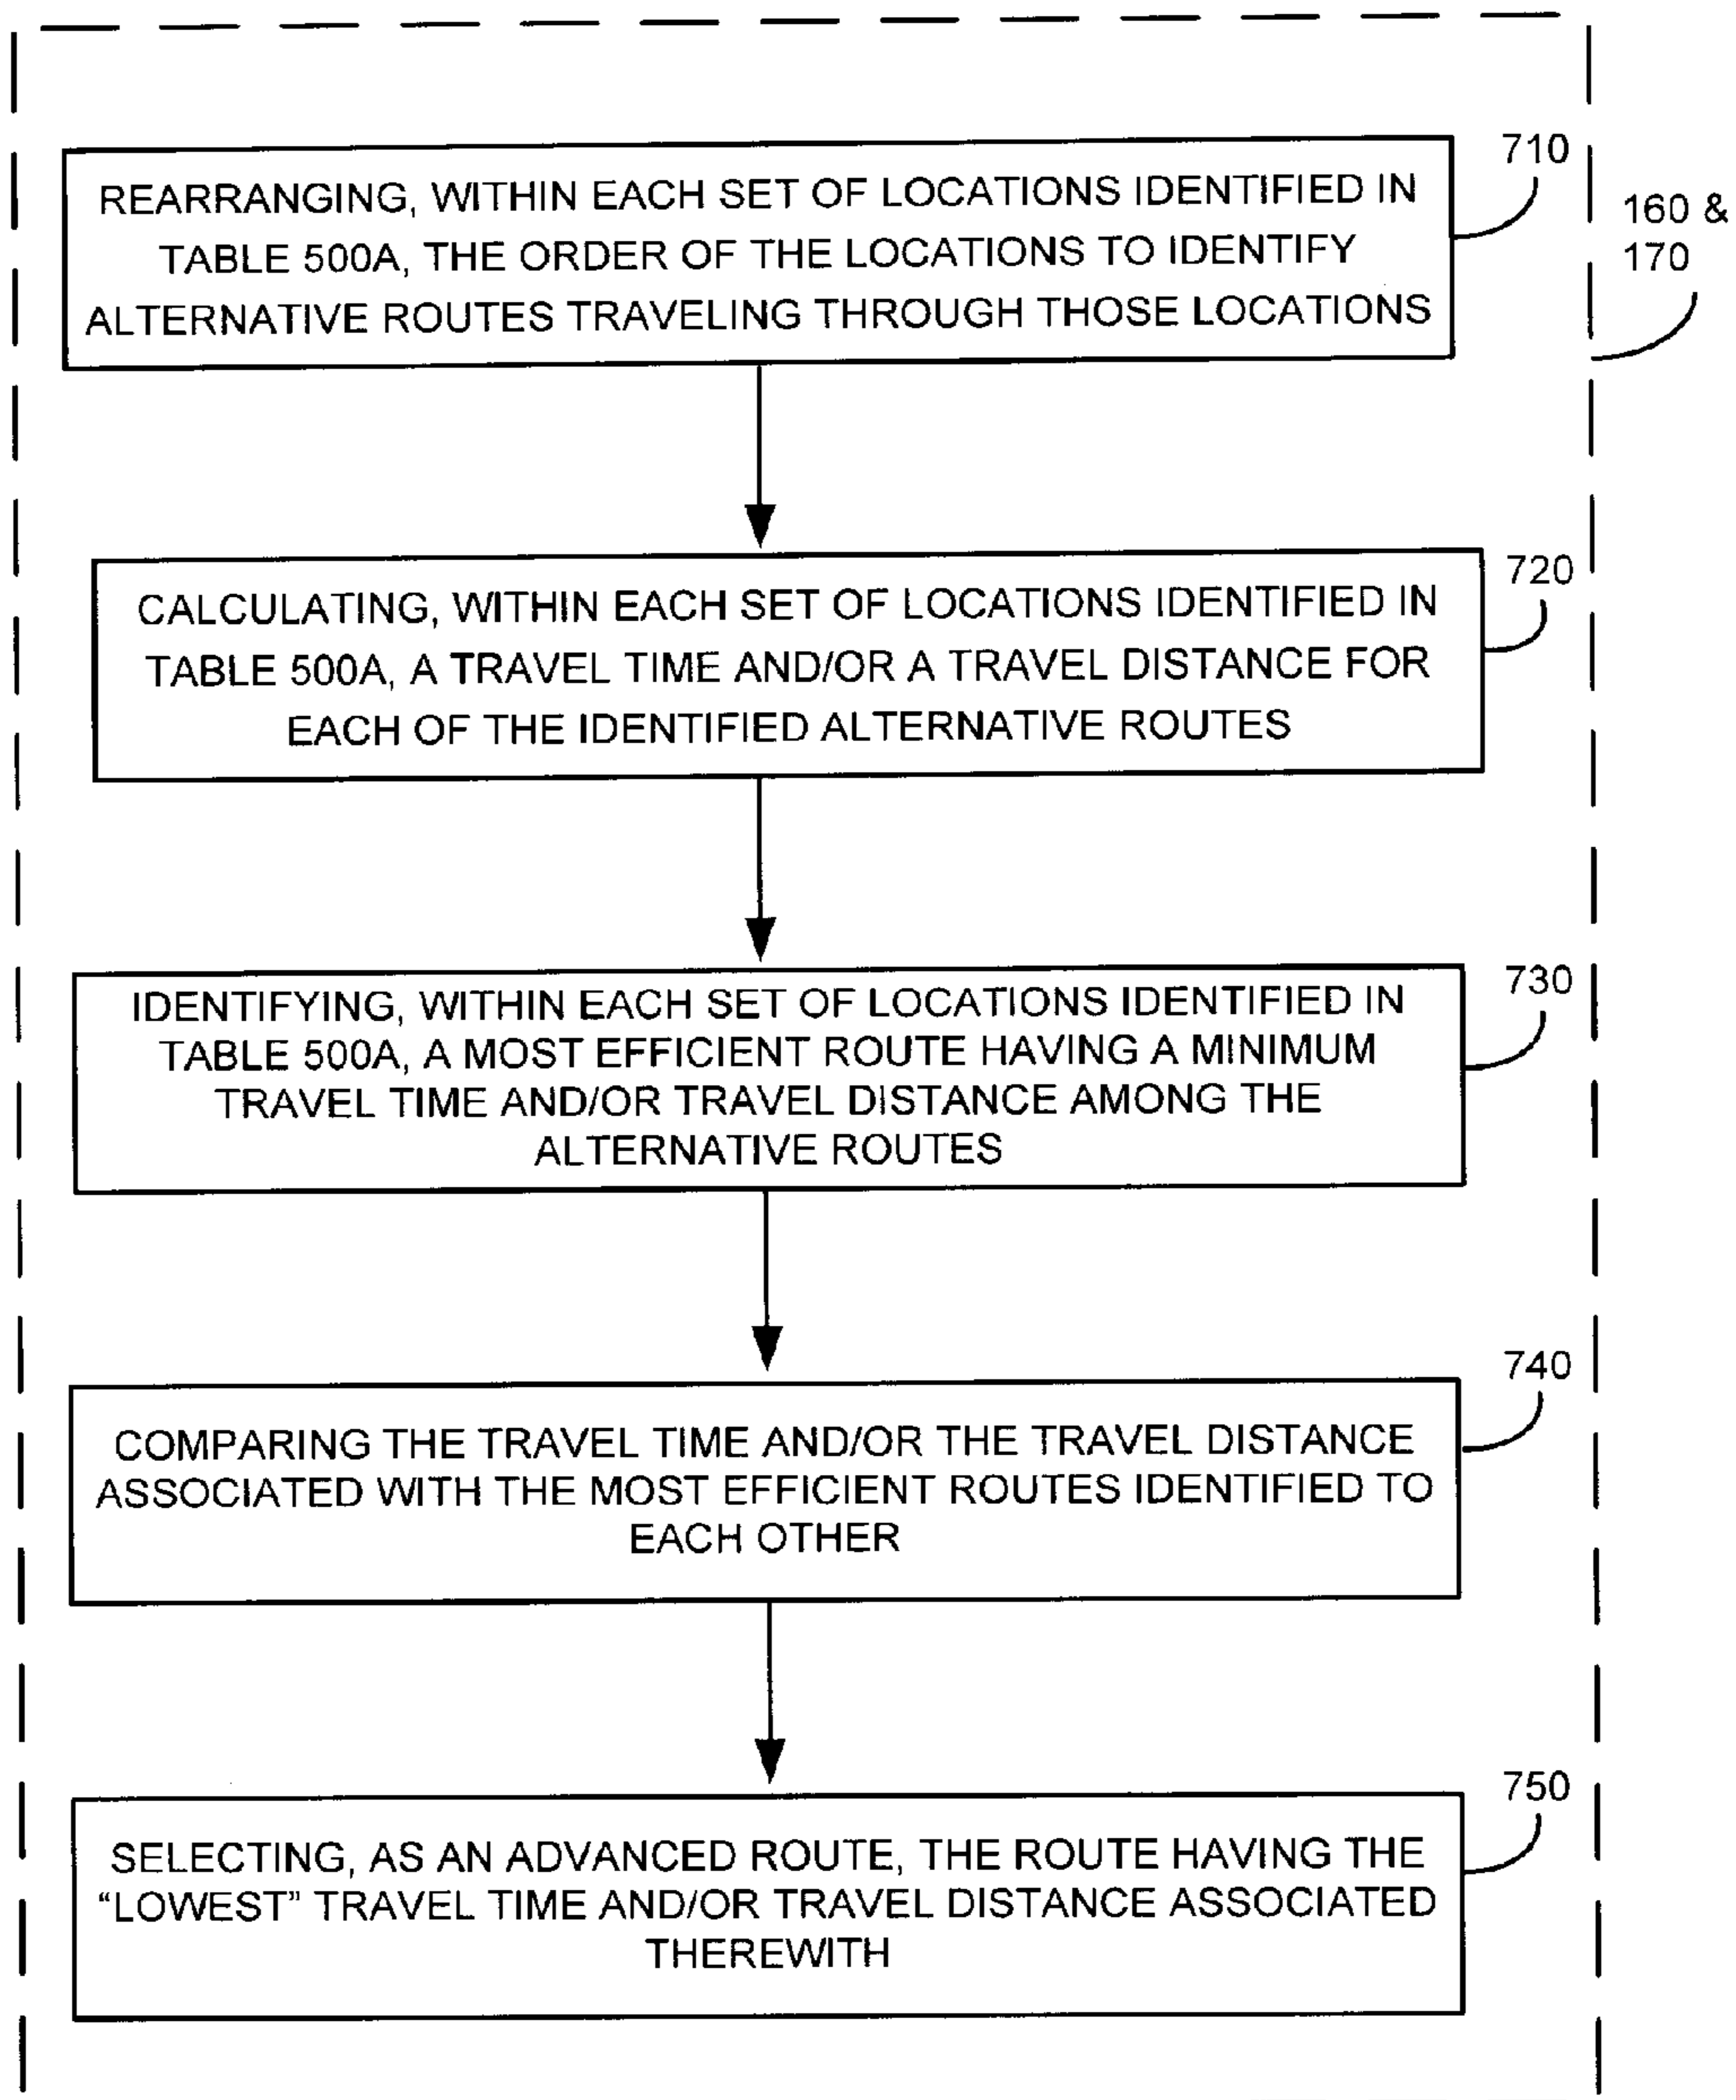 710
REARRANGING, WITHIN EACH SET OF LOCATIONS IDENTIFIED IN
TABLE 500A, THE ORDER OF THE LOCATIONS TO IDENTIFY
ALTERNATIVE ROUTES TRAVELING THROUGH THOSE LOCATIONS
160 &
170
720
CALCULATING, WITHIN EACH SET OF LOCATIONS IDENTIFIED IN
TABLE 500A, A TRAVEL TIME AND/OR A TRAVEL DISTANCE FOR
EACH OF THE IDENTIFIED ALTERNATIVE ROUTES
730
IDENTIFYING, WITHIN EACH SET OF LOCATIONS IDENTIFIED IN
TABLE 500A, A MOST EFFICIENT ROUTE HAVING A MINIMUM
TRAVEL TIME AND/OR TRAVEL DISTANCE AMONG THE
ALTERNATIVE ROUTES
740
COMPARING THE TRAVEL TIME AND/OR THE TRAVEL DISTANCE
ASSOCIATED WITH THE MOST EFFICIENT ROUTES IDENTIFIED TO
EACH OTHER
750
SELECTING, AS AN ADVANCED ROUTE, THE ROUTE HAVING THE
“LOWEST” TRAVEL TIME AND/OR TRAVEL DISTANCE ASSOCIATED
THEREWITH